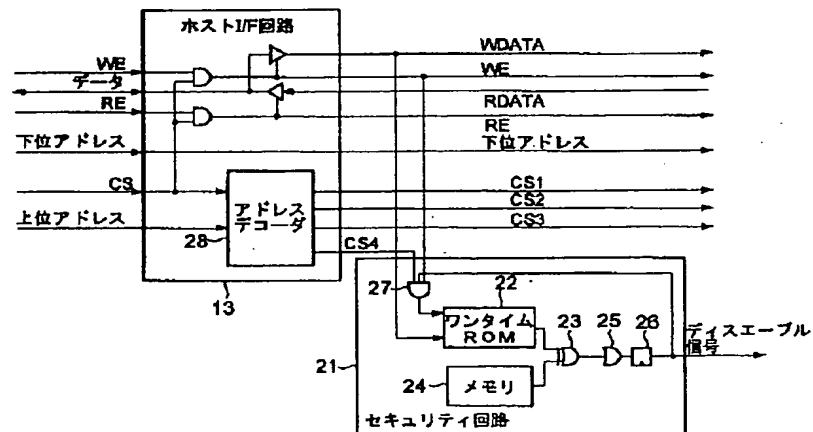 ホストI/F回路
WE
データ
RE
下位アドレス
CS
上位アドレス
アドレス
デコーダ
28
13
WDATA
WE
RDATA
RE
下位アドレス
CS1
CS2
CS3
CS4
27
22
ワンタイム
ROM
23
25
26
ディスエーブル
信号
21
24
メモリ
セキュリティ回路